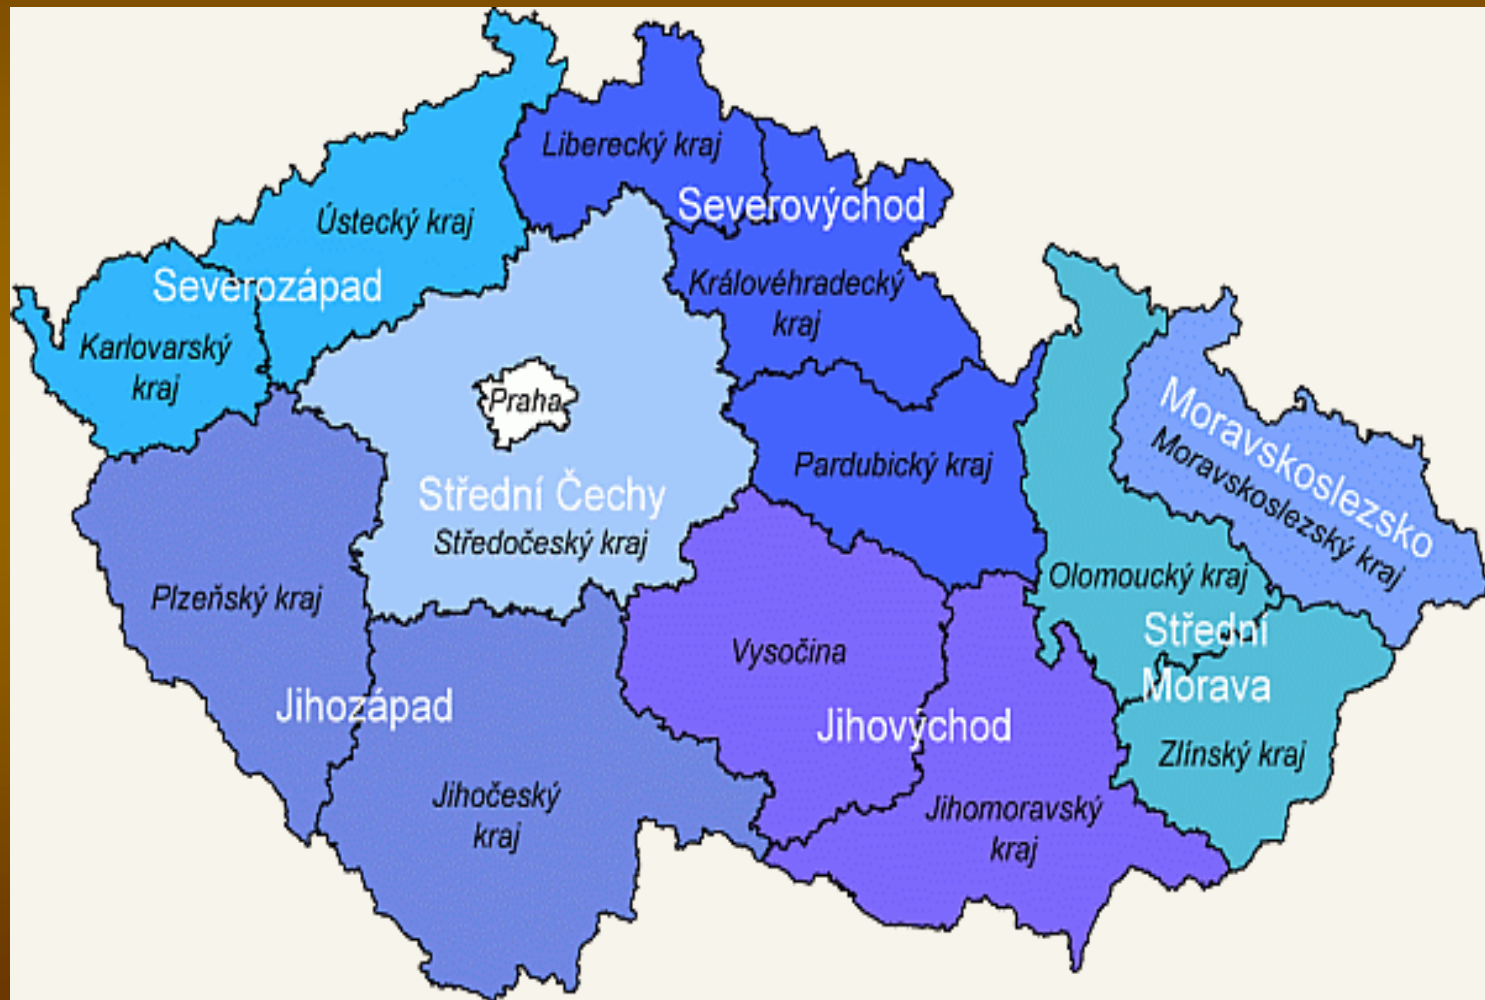 Liberecký kraj
Severovýchod
Ústecký kraj
Severozápad
Královéhradecký
kraj
Karlovarský
kraj
Praha
Moravskoslezsko
Moravskoslezský kraj
Pardubický kraj
Střední Čechy
Středočeský kraj
Plzeňský kraj
Olomoucký kraj
Střední
Morava
Vysočina
Jihozápad
Jihovýchod
Zlínský kraj
Jihočeský
kraj
Jihomoravský
kraj